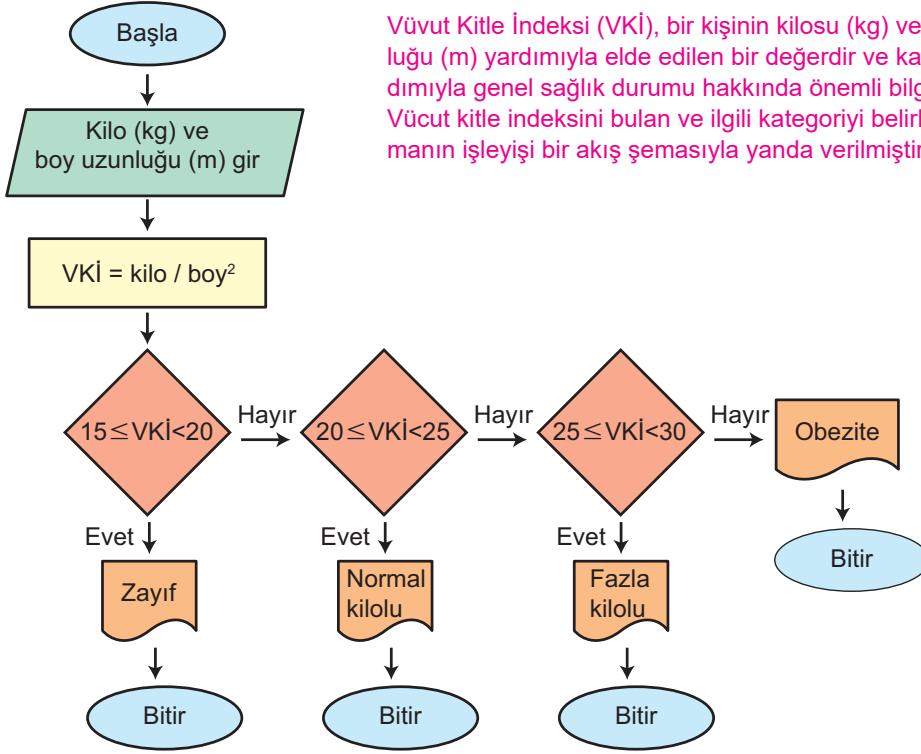 Başla
Vüvut Kitle İndeksi (VKİ), bir kişinin kilosu (kg) ve
luğu (m) yardımıyla elde edilen bir değerdir ve ka
dımıyla genel sağlık durumu hakkında önemli bilg
Vücut kitle indeksini bulan ve ilgili kategoriyi belirl
manın işleyişi bir akış şemasıyla yanda verilmiştir
Kilo (kg) ve
boy uzunluğu (m) gir
VKİ = kilo / boy²
15≤VKİ<20
Hayır
20≤VKİ<25
Hayır
25≤VKİ<30
Hayır
Obezite
Evet
Evet
Evet
Bitir
Zayıf
Normal
kilolu
Fazla
kilolu
Bitir
Bitir
Bitir